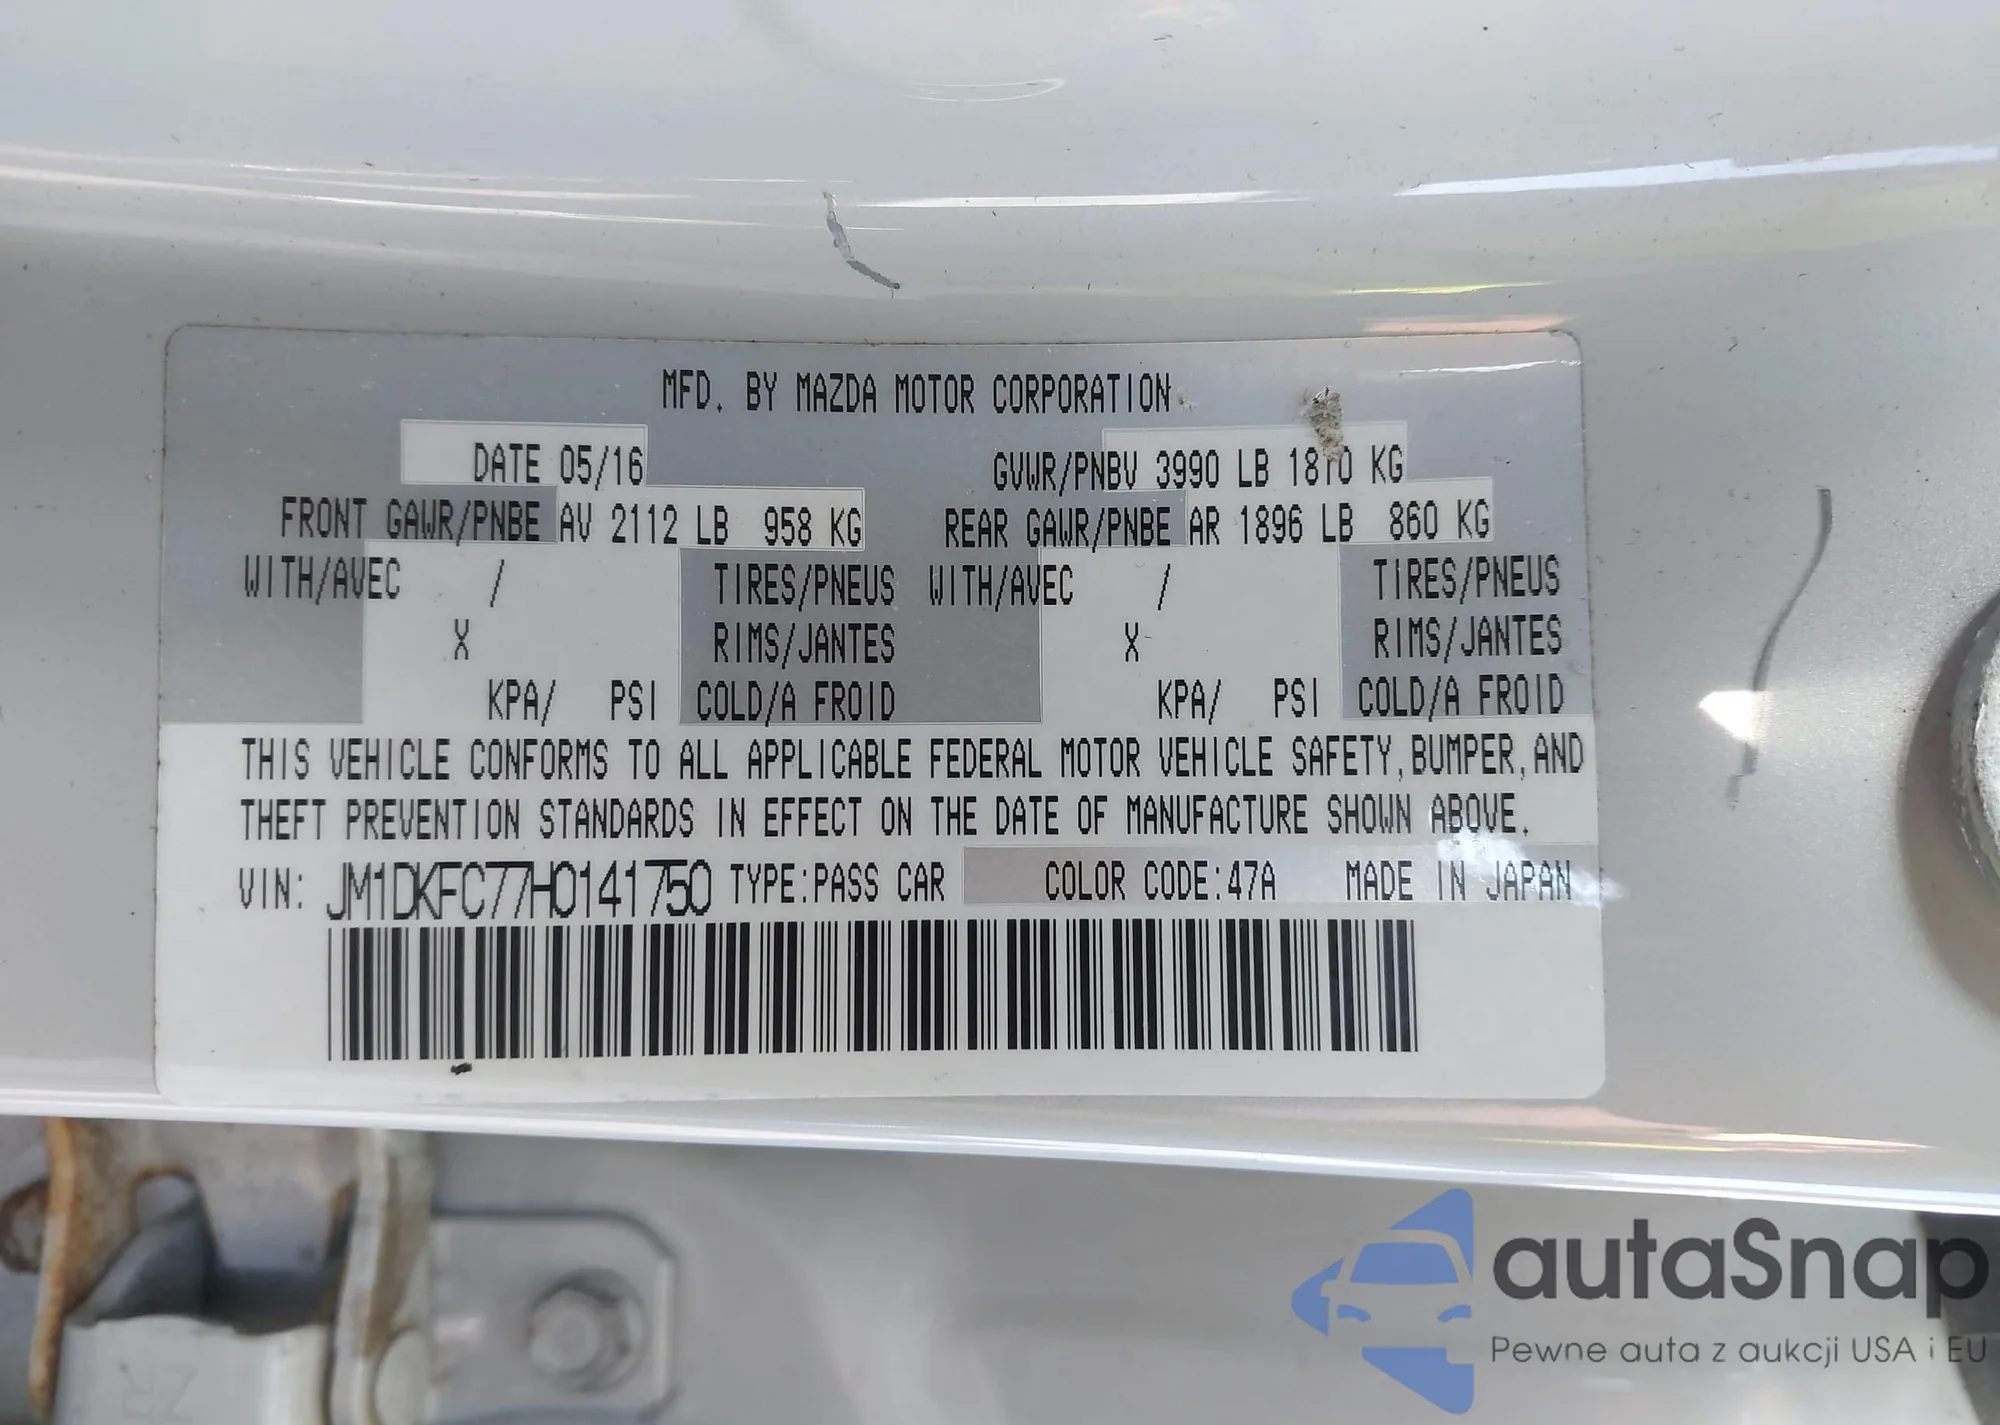 MFD. BY MAZDA MOTOR CORPORATION
DATE 05/16 GVWR/PNBV 3990 LB 1810 KG
FRONT GAWR/PNBE AV 2112 LB 958 KG REAR GAWR/PNBE AR 1896 LB 860 KG
WITH/AVEC / TIRES/PNEUS WITH/AVEC / TIRES/PNEUS
X RIMS/JANTES X RIMS/JANTES
KPA/ PSI COLD/A FROID KPA/ PSI COLD/A FROID
THIS VEHICLE CONFORMS TO ALL APPLICABLE FEDERAL MOTOR VEHICLE SAFETY, BUMPER, AND
THEFT PREVENTION STANDARDS IN EFFECT ON THE DATE OF MANUFACTURE SHOWN ABOVE.
VIN: JM1DKFC77H0141750 TYPE:PASS CAR COLOR CODE:47A MADE IN JAPAN
autaSnap
Pewne auta z aukcji USA i EU